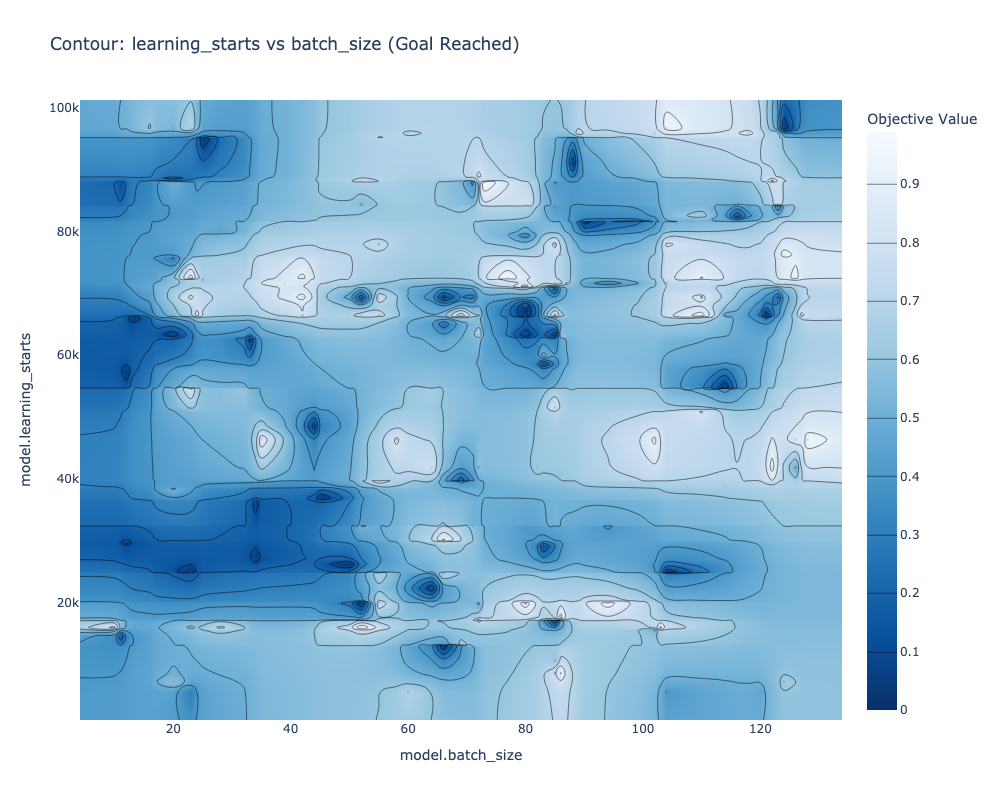 Contour: learning_starts vs batch_size (Goal Reached)
Objective Value
100k
80k
60k
40k
20k
model.learning_starts
20
40
60
80
100
120
model.batch_size
0.9
0.8
0.7
0.6
0.5
0.4
0.3
0.2
0.1
0